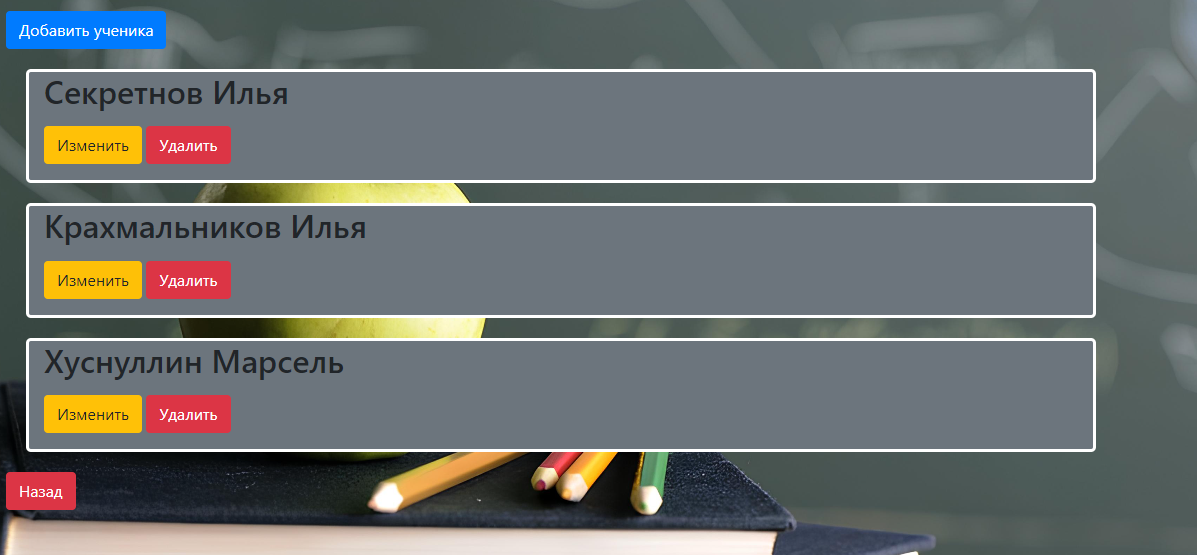 Добавить ученика
Секретнов Илья
Изменить Удалить
Крахмальников Илья
Изменить Удалить
Хуснуллин Марсель
Изменить Удалить
Назад